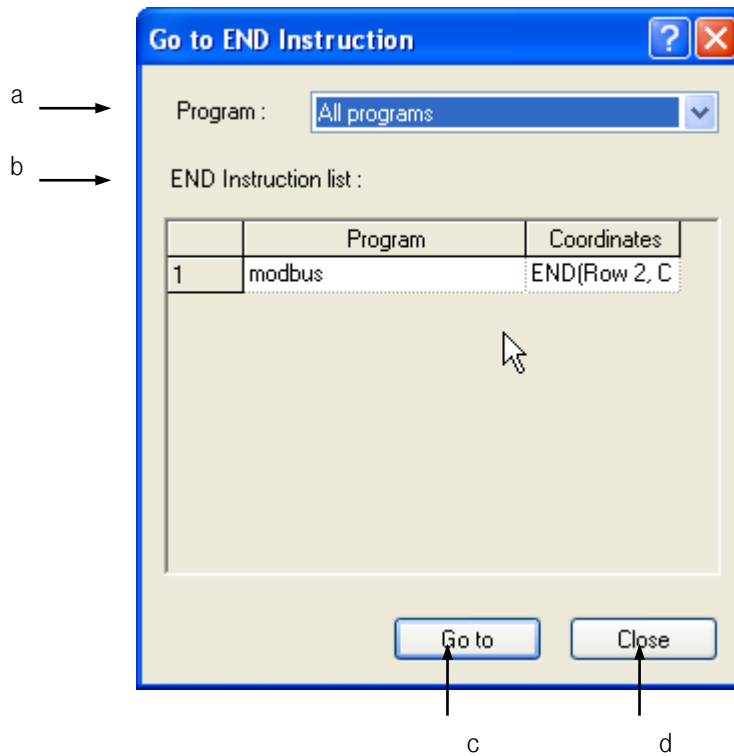 Go to END Instruction
a
Program :
All programs
b
END Instruction list :
Program Coordinates
1 modbus END(Row 2, C
Go to Close
c d